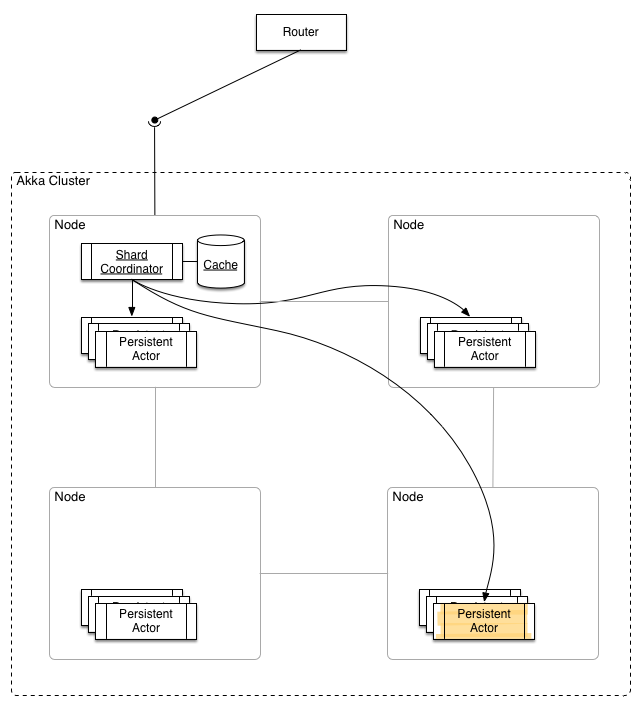 Router
Akka Cluster
Node
Shard
Coordinator
Cache
Persistent
Actor
Node
Persistent
Actor
Node
Persistent
Actor
Node
Persistent
Actor